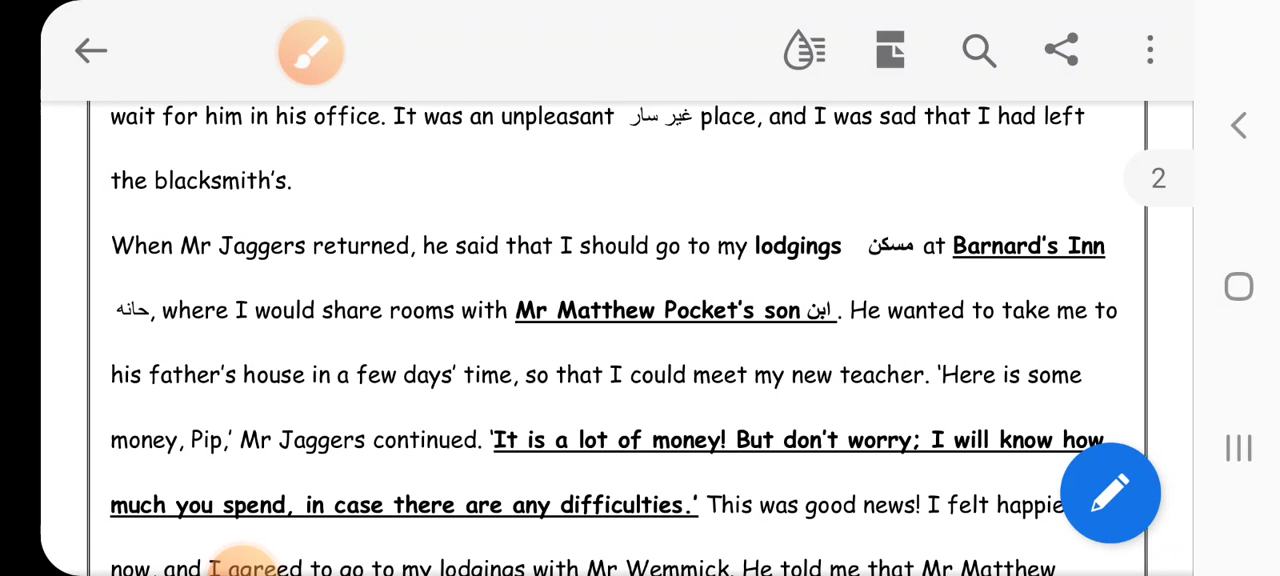 wait for him in his office. It was an unpleasant غير سار place, and I was sad that I had left
2
the blacksmith's.
When Mr Jaggers returned, he said that I should go to my lodgings مسكن at Barnard's Inn
حانه, where I would share rooms with Mr Matthew Pocket's son ابن. He wanted to take me to
his father's house in a few days' time, so that I could meet my new teacher. 'Here is some
money, Pip,' Mr Jaggers continued. 'It is a lot of money! But don't worry; I will know how
much you spend, in case there are any difficulties.' This was good news! I felt
now, and I agreed to go to my lodgings with Mr Wemmick. He told me that Mr Matthew